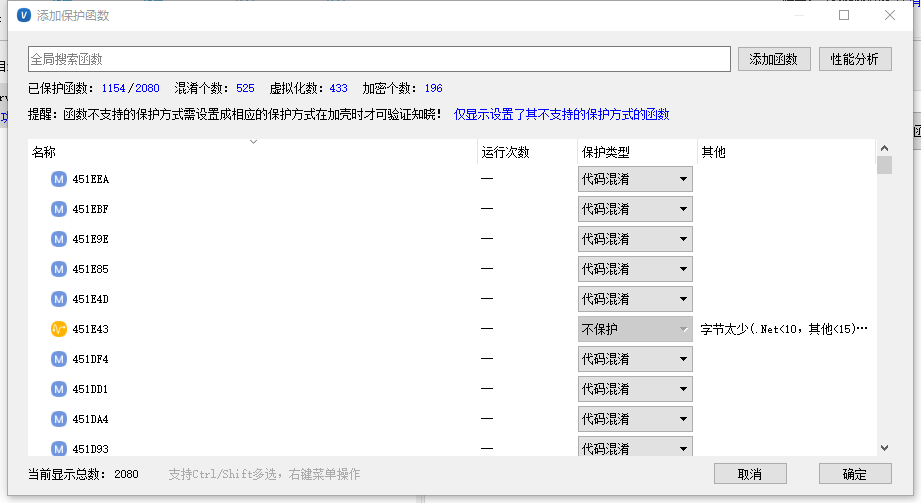 添加保护函数
全局搜索函数
添加函数
性能分析
已保护函数: 1154/2080 混淆个数: 525 虚拟化数: 433 加密个数: 196
提醒: 函数不支持的保护方式需设置成相应的保护方式在加壳时才可验证知晓! 仅显示设置了其不支持的保护方式的函数
名称 运行次数 保护类型 其他
451EEA — 代码混淆
451EBF — 代码混淆
451E9E — 代码混淆
451E85 — 代码混淆
451E4D — 代码混淆
451E43 — 不保护 字节太少(.Net<10, 其他<15)…
451DF4 — 代码混淆
451DD1 — 代码混淆
451DA4 — 代码混淆
451D93 — 代码混淆
当前显示总数: 2080 支持Ctrl/Shift多选, 右键菜单操作
取消
确定